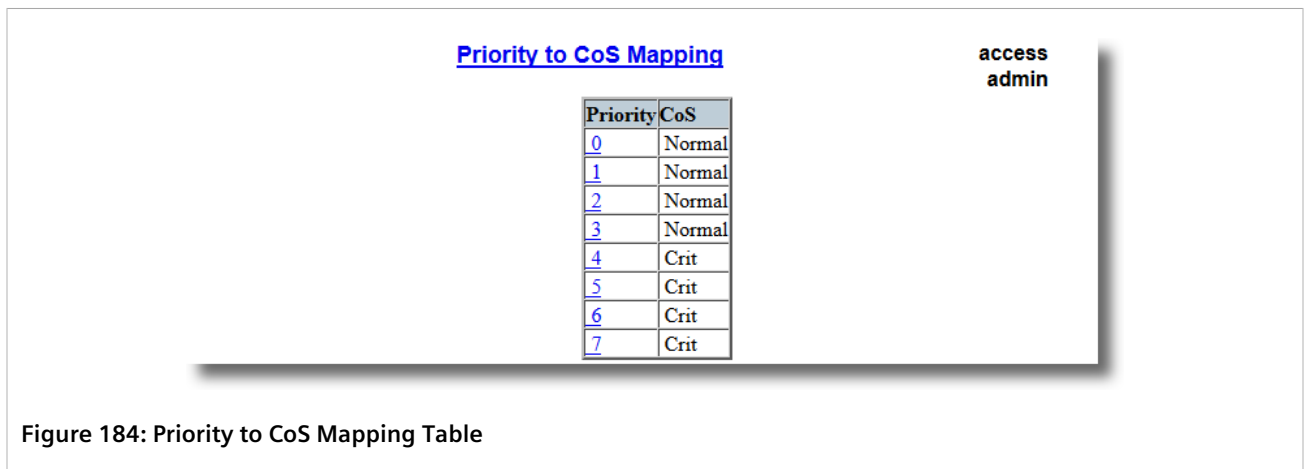 Priority to CoS Mapping
access
admin
Priority CoS
0 Normal
1 Normal
2 Normal
3 Normal
4 Crit
5 Crit
6 Crit
7 Crit
Figure 184: Priority to CoS Mapping Table